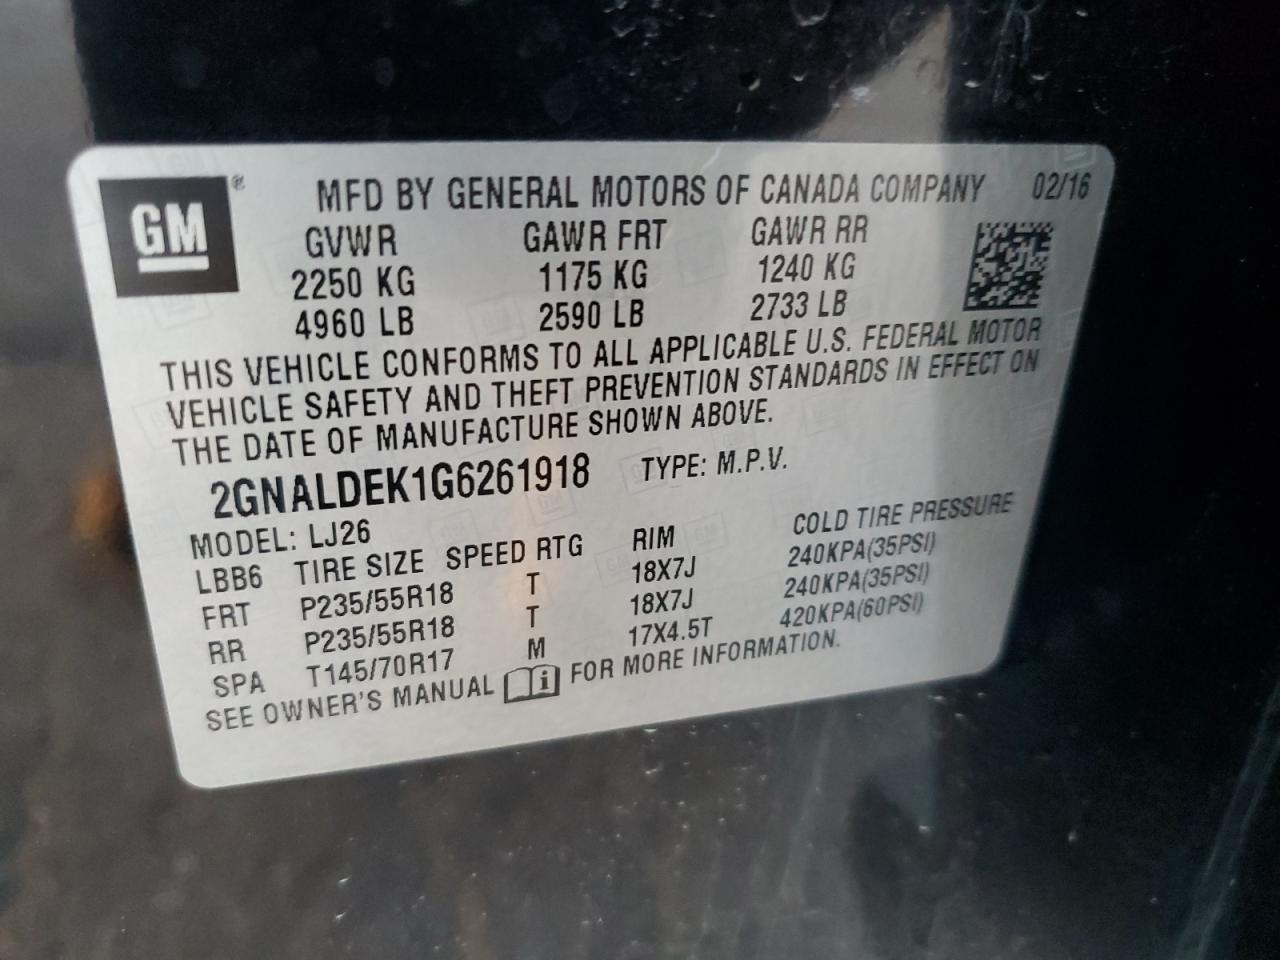 GM ® MFD BY GENERAL MOTORS OF CANADA COMPANY 02/16
GVWR GAWR FRT GAWR RR
2250 KG 1175 KG 1240 KG
4960 LB 2590 LB 2733 LB
THIS VEHICLE CONFORMS TO ALL APPLICABLE U.S. FEDERAL MOTOR
VEHICLE SAFETY AND THEFT PREVENTION STANDARDS IN EFFECT ON
THE DATE OF MANUFACTURE SHOWN ABOVE.
2GNALDEK1G6261918 TYPE: M.P.V.
MODEL: LJ26
LBB6 TIRE SIZE SPEED RTG RIM COLD TIRE PRESSURE
FRT P235/55R18 T 18X7J 240KPA(35PSI)
RR P235/55R18 T 18X7J 240KPA(35PSI)
SPA T145/70R17 M 17X4.5T 420KPA(60PSI)
SEE OWNER'S MANUAL i FOR MORE INFORMATION.